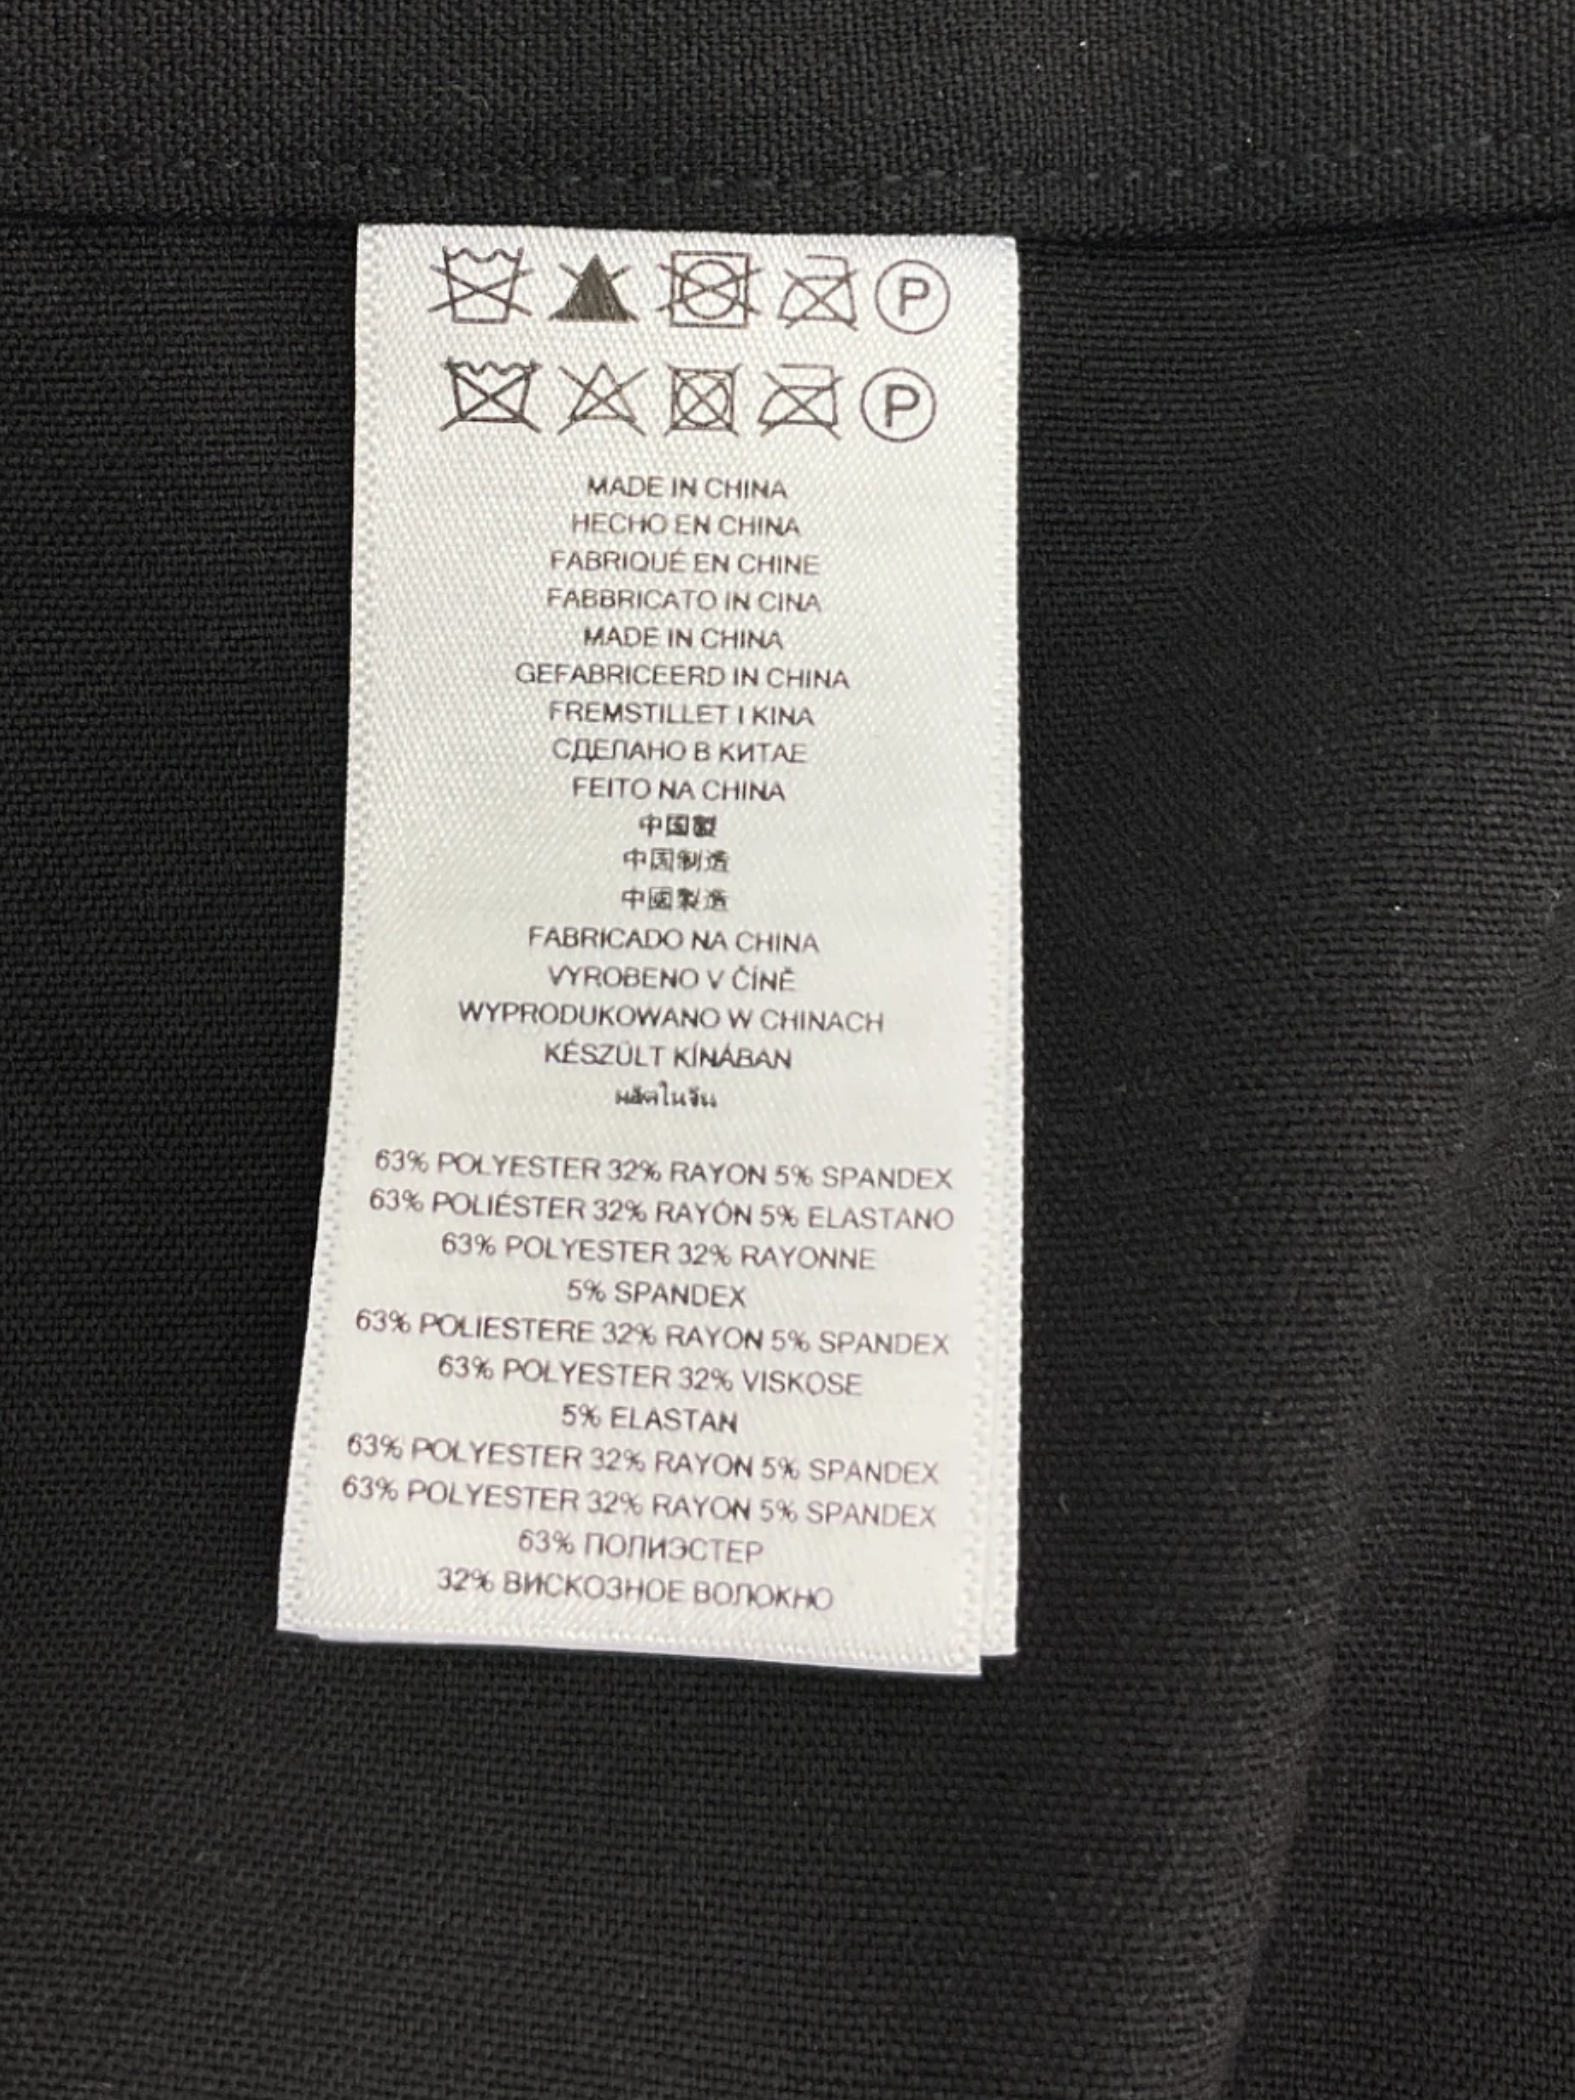 P
P
MADE IN CHINA
HECHO EN CHINA
FABRIQUÉ EN CHINE
FABBRICATO IN CINA
MADE IN CHINA
GEFABRICEERD IN CHINA
FREMSTILLET I KINA
СДЕЛАНО В КИТАЕ
FEITO NA CHINA
中国製
中国制造
中國製造
FABRICADO NA CHINA
VYROBENO V ČÍNĚ
WYPRODUKOWANO W CHINACH
KÉSZÜLT KÍNÁBAN
ผลิตในจีน
63% POLYESTER 32% RAYON 5% SPANDEX
63% POLIÉSTER 32% RAYÓN 5% ELASTANO
63% POLYESTER 32% RAYONNE
5% SPANDEX
63% POLIESTERE 32% RAYON 5% SPANDEX
63% POLYESTER 32% VISKOSE
5% ELASTAN
63% POLYESTER 32% RAYON 5% SPANDEX
63% POLYESTER 32% RAYON 5% SPANDEX
63% ПОЛИЭСТЕР
32% ВИСКОЗНОЕ ВОЛОКНО